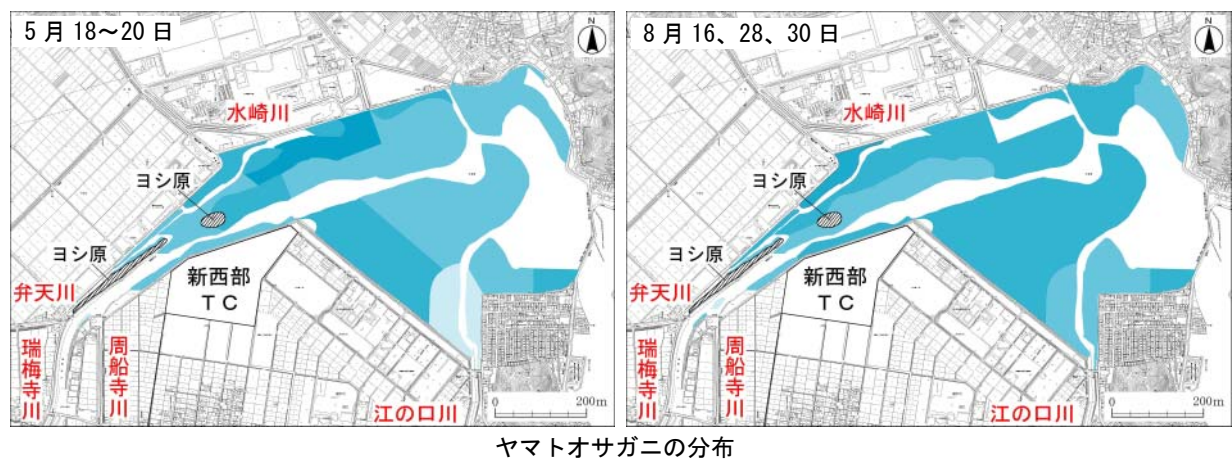 5月18～20日
N
水崎川
ヨシ原
ヨシ原
弁天川
新西部
TC
瑞梅寺川
周船寺川
江の口川
0 200m
8月16、28、30日
N
水崎川
ヨシ原
ヨシ原
弁天川
新西部
TC
瑞梅寺川
周船寺川
江の口川
0 200m
ヤマトオサガニの分布